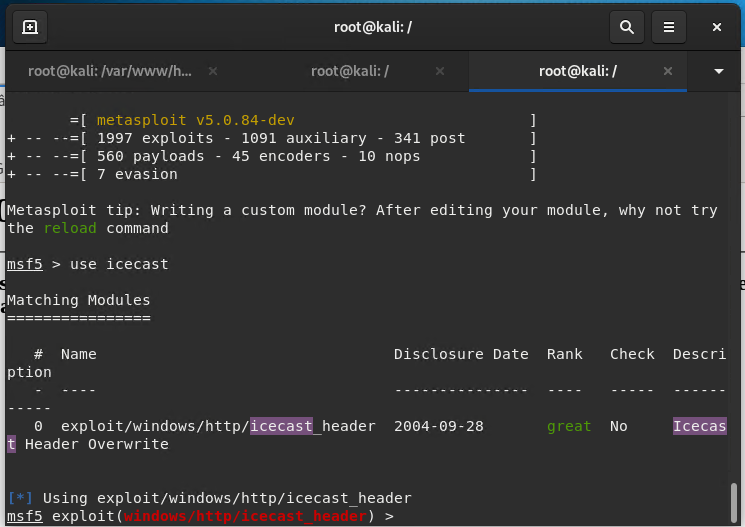 root@kali: /
root@kali: /var/www/h...
root@kali: /
root@kali: /
=[ metasploit v5.0.84-dev ]
+ -- --=[ 1997 exploits - 1091 auxiliary - 341 post ]
+ -- --=[ 560 payloads - 45 encoders - 10 nops ]
+ -- --=[ 7 evasion ]
Metasploit tip: Writing a custom module? After editing your module, why not try
the reload command
msf5 > use icecast
Matching Modules
================
# Name Disclosure Date Rank Check Descri
ption
- ---- --------------- ---- ----- ------
-----
0 exploit/windows/http/icecast_header 2004-09-28 great No Icecas
t Header Overwrite
[*] Using exploit/windows/http/icecast_header
msf5 exploit(windows/http/icecast_header) >